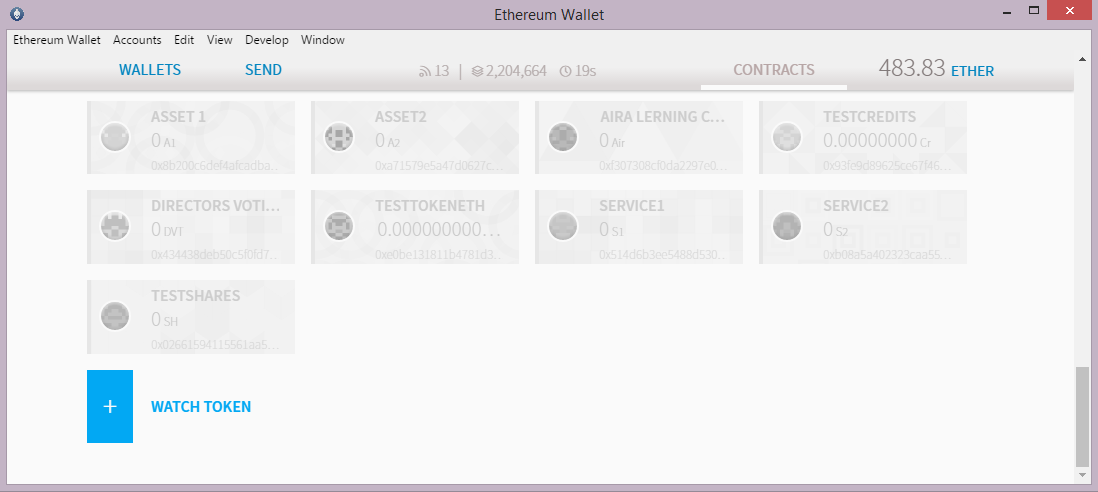 Ethereum Wallet
Ethereum Wallet Accounts Edit View Develop Window
WALLETS SEND 13 | 2,204,664 19s CONTRACTS 483.83 ETHER
ASSET 1 ASSET2 AIRA LERNING C... TESTCREDITS
0 A1 0 A2 0 Air 0.00000000 Cr
0x8b200c6def4afcadba... 0xa71579e5a47d0627c... 0xf307308cf0da2297e0... 0x93fe9d89625ce67f46...
DIRECTORS VOTI... TESTTOKENETH SERVICE1 SERVICE2
0 DVT 0.000000000... 0 S1 0 S2
0x434438deb50c5f0fd7... 0xe0be131811b4781d3... 0x514d6b3ee5488d530... 0xb08a5a402323caa55...
TESTSHARES
0 SH
0x02661594115561aa5...
+ WATCH TOKEN